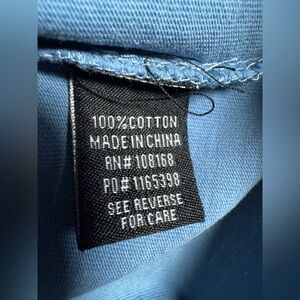 100%COTTON
MADE IN CHINA
RN# 108168
PO# 1165398
SEE REVERSE
FOR CARE